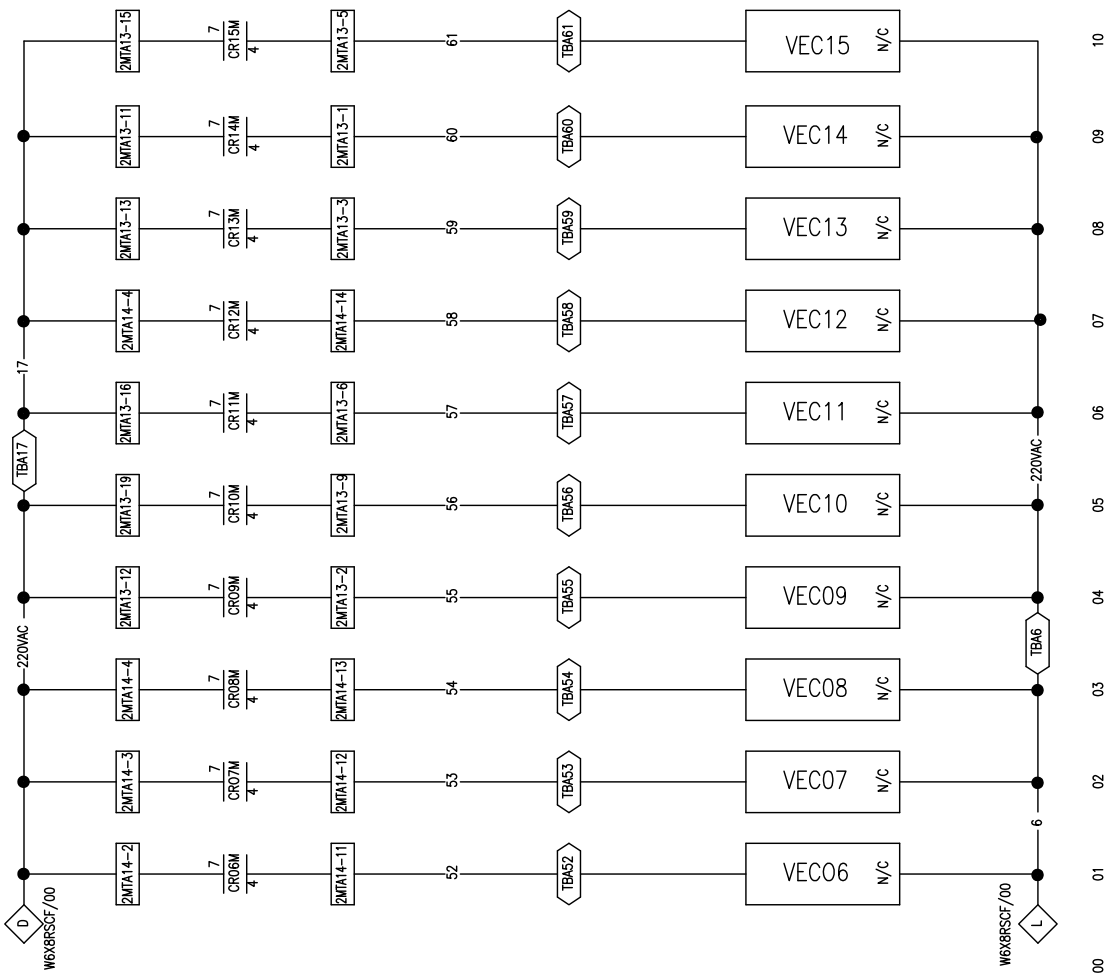 2MTA13-15
7
CR15M
4
2MTA13-5
61
TBA61
VEC15
N/C
10
2MTA13-11
7
CR14M
4
2MTA13-1
60
TBA60
VEC14
N/C
09
2MTA13-13
7
CR13M
4
2MTA13-3
59
TBA59
VEC13
N/C
08
2MTA14-4
7
CR12M
4
2MTA14-14
58
TBA58
VEC12
N/C
07
17
2MTA13-16
7
CR11M
4
2MTA13-6
57
TBA57
VEC11
N/C
06
TBA17
220VAC
2MTA13-19
7
CR10M
4
2MTA13-9
56
TBA56
VEC10
N/C
05
2MTA13-12
7
CR09M
4
2MTA13-2
55
TBA55
VEC09
N/C
04
220VAC
TBA6
2MTA14-4
7
CR08M
4
2MTA14-13
54
TBA54
VEC08
N/C
03
2MTA14-3
7
CR07M
4
2MTA14-12
53
TBA53
VEC07
N/C
02
6
2MTA14-2
7
CR06M
4
2MTA14-11
52
TBA52
VEC06
N/C
01
D
W6X8RSCF/00
L
W6X8RSCF/00
00